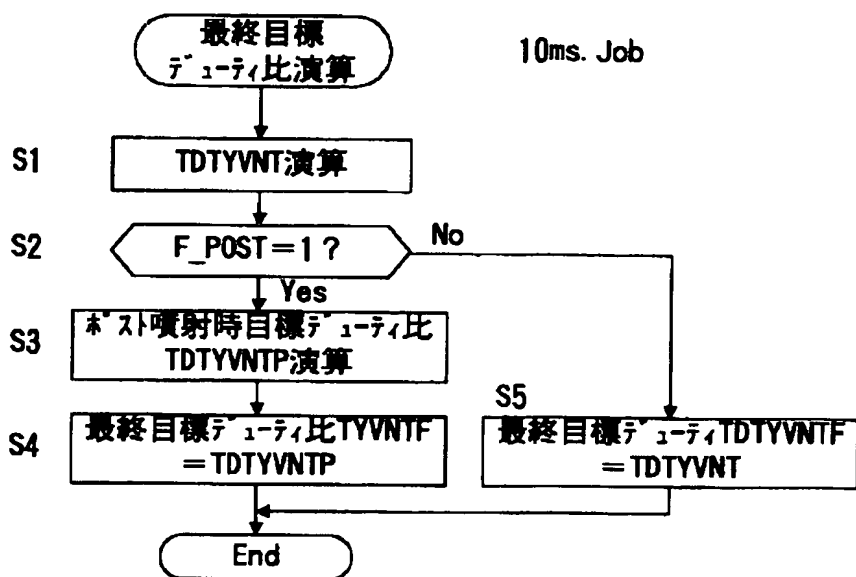 最終目標
デューティ比演算
10ms. Job
S1
TDTYVNT演算
S2
F_POST=1?
No
Yes
S3
ポスト噴射時目標デューティ比
TDTYVNTP演算
S4
最終目標デューティ比TYVNTF
=TDTYVNTP
S5
最終目標デューティTDTYVNTF
=TDTYVNT
End